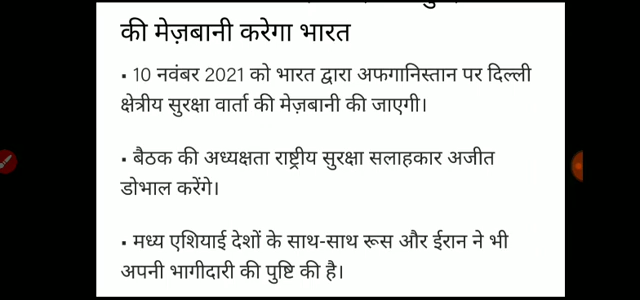 की मेज़बानी करेगा भारत
▪ 10 नवंबर 2021 को भारत द्वारा अफगानिस्तान पर दिल्ली
क्षेत्रीय सुरक्षा वार्ता की मेज़बानी की जाएगी।
▪ बैठक की अध्यक्षता राष्ट्रीय सुरक्षा सलाहकार अजीत
डोभाल करेंगे।
▪ मध्य एशियाई देशों के साथ-साथ रूस और ईरान ने भी
अपनी भागीदारी की पुष्टि की है।